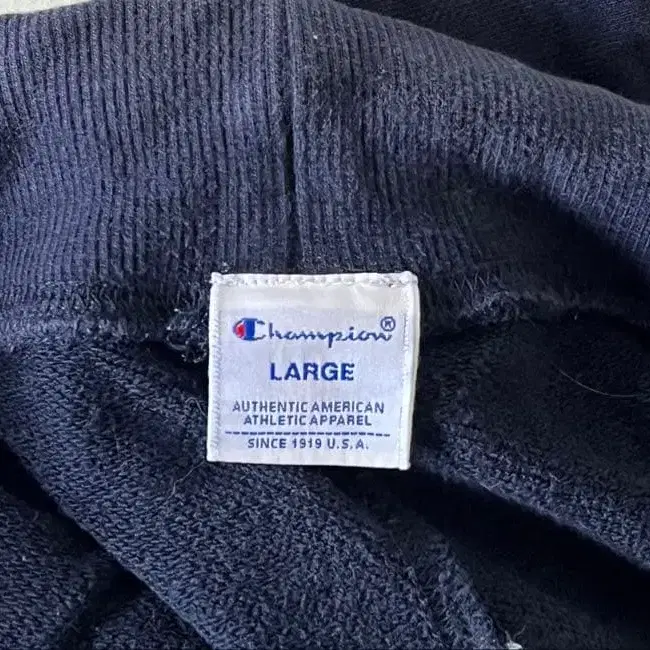 Champion®
LARGE
AUTHENTIC AMERICAN
ATHLETIC APPAREL
SINCE 1919 U.S.A.